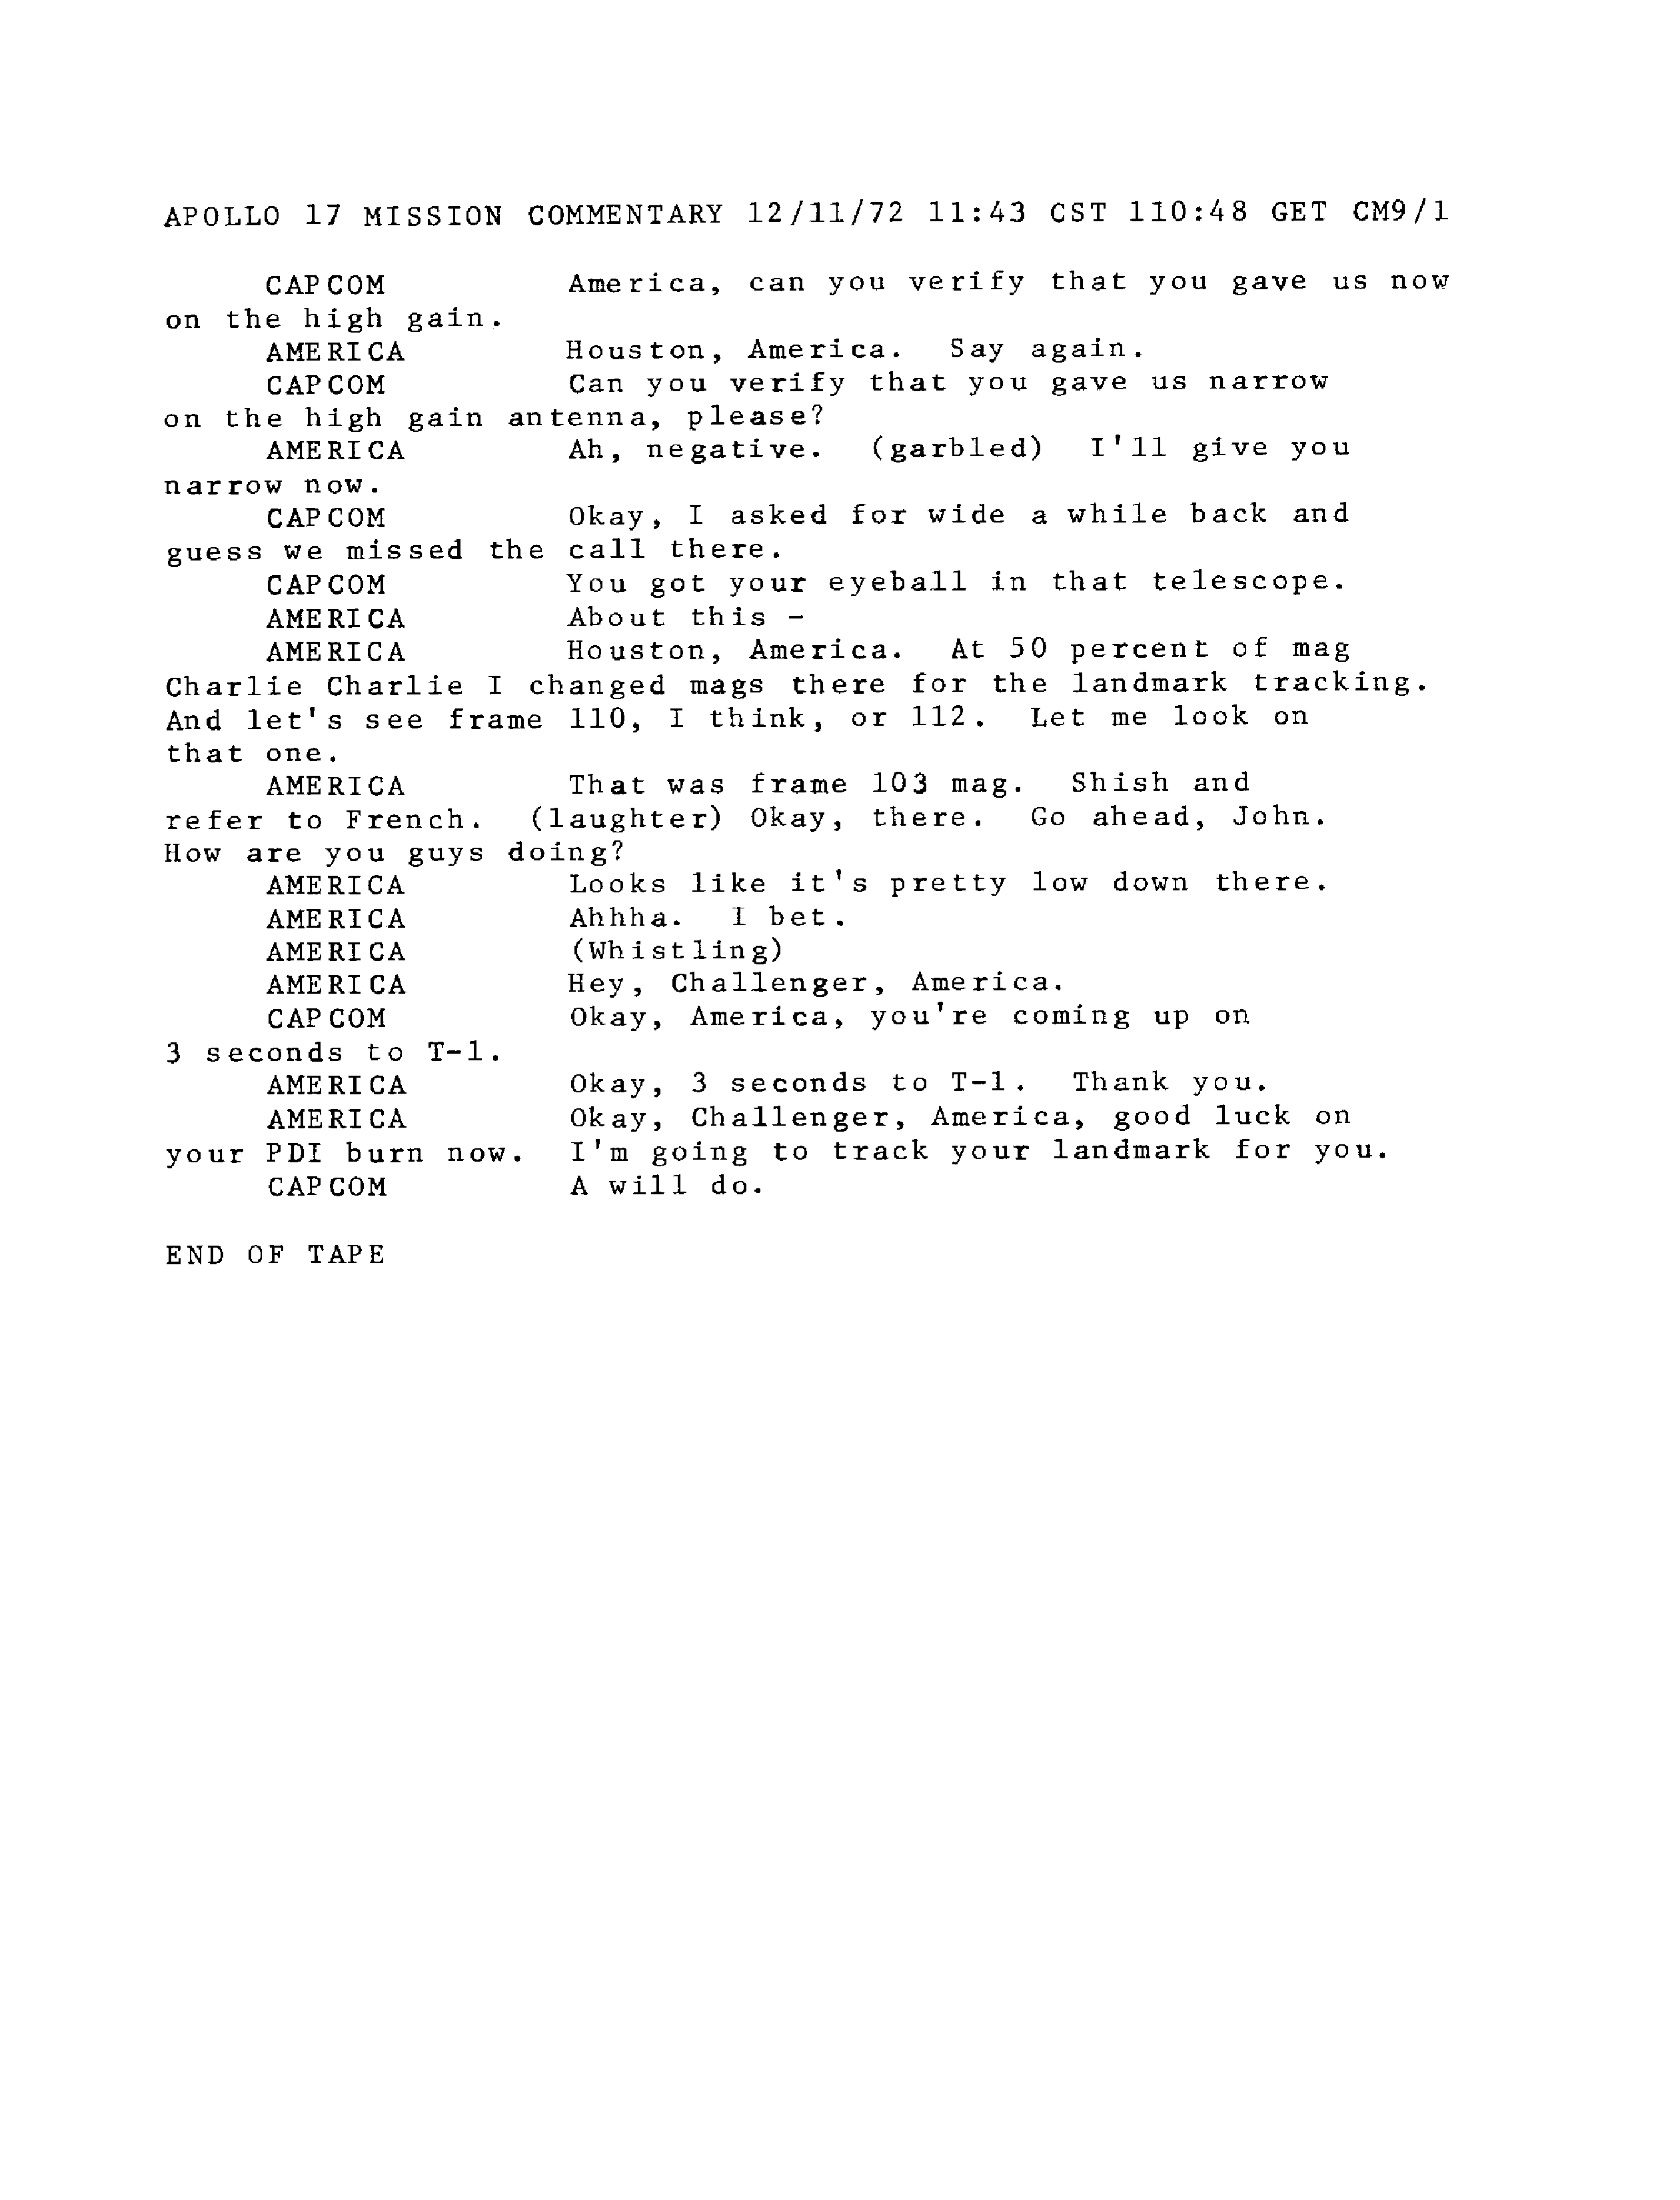 APOLLO 17 MISSION COMMENTARY 12/11/72 11:43 CST 110:48 GET CM9/1
CAPCOM America, can you verify that you gave us now
on the high gain.
AMERICA Houston, America. Say again.
CAPCOM Can you verify that you gave us narrow
on the high gain antenna, please?
AMERICA Ah, negative. (garbled) I'll give you
narrow now.
CAPCOM Okay, I asked for wide a while back and
guess we missed the call there.
CAPCOM You got your eyeball in that telescope.
AMERICA About this -
AMERICA Houston, America. At 50 percent of mag
Charlie Charlie I changed mags there for the landmark tracking.
And let's see frame 110, I think, or 112. Let me look on
that one.
AMERICA That was frame 103 mag. Shish and
refer to French. (laughter) Okay, there. Go ahead, John.
How are you guys doing?
AMERICA Looks like it's pretty low down there.
AMERICA Ahhha. I bet.
AMERICA (Whistling)
AMERICA Hey, Challenger, America.
CAPCOM Okay, America, you're coming up on
3 seconds to T-1.
AMERICA Okay, 3 seconds to T-1. Thank you.
AMERICA Okay, Challenger, America, good luck on
your PDI burn now. I'm going to track your landmark for you.
CAPCOM A will do.
END OF TAPE